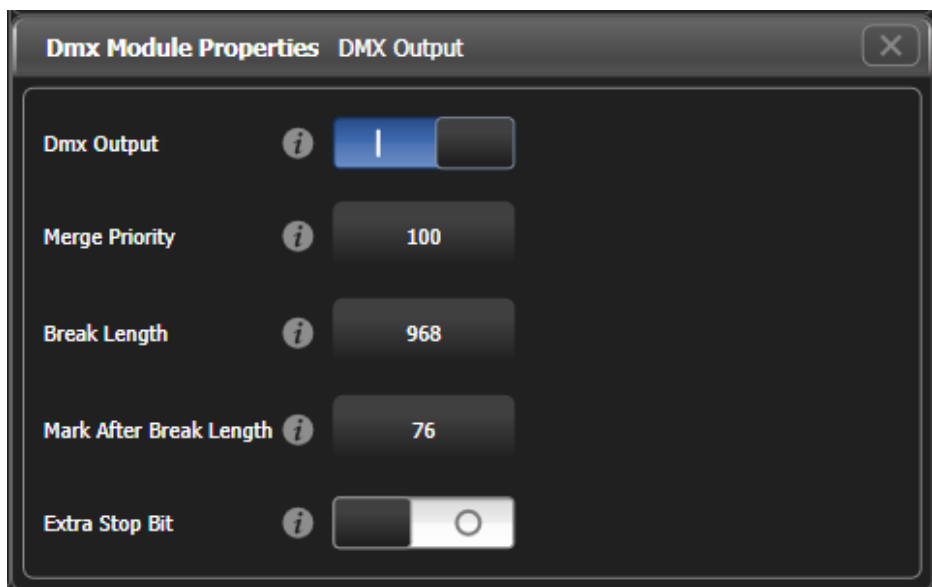 Dmx Module Properties DMX Output
Dmx Output
Merge Priority 100
Break Length 968
Mark After Break Length 76
Extra Stop Bit